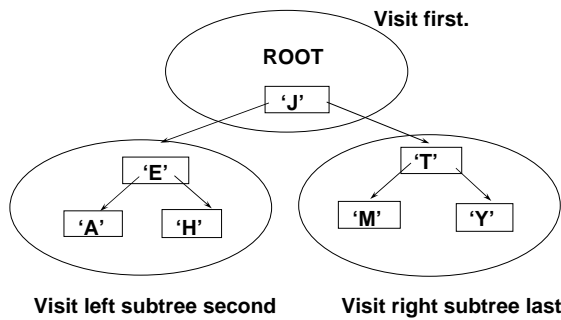 Visit first.
ROOT
‘J’
‘E’
‘T’
‘A’
‘H’
‘M’
‘Y’
Visit left subtree second
Visit right subtree last